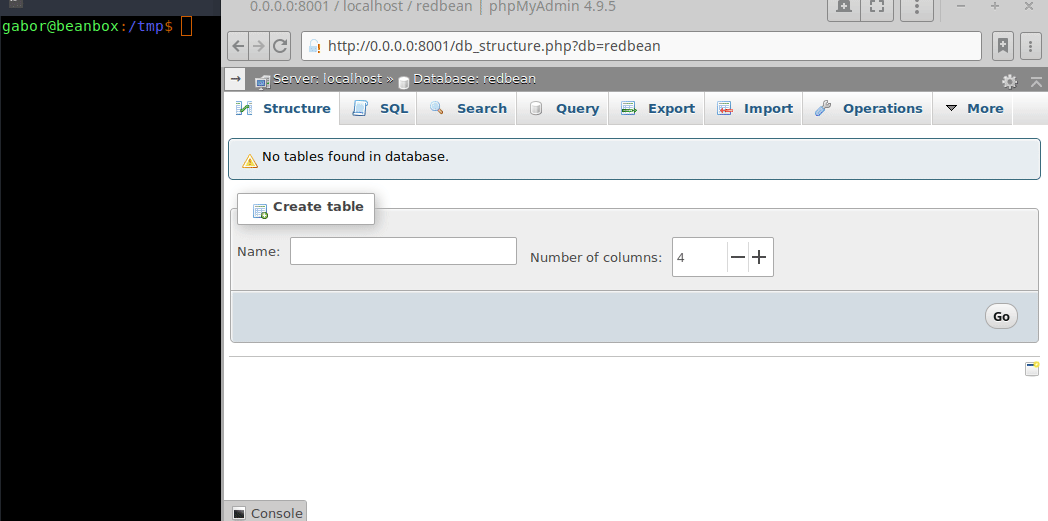 gabor@beanbox:/tmp$
0.0.0.0:8001 / localhost / redbean | phpMyAdmin 4.9.5
http://0.0.0.0:8001/db_structure.php?db=redbean
Server: localhost » Database: redbean
Structure SQL Search Query Export Import Operations More
No tables found in database.
Create table
Name: Number of columns: 4
Go
Console